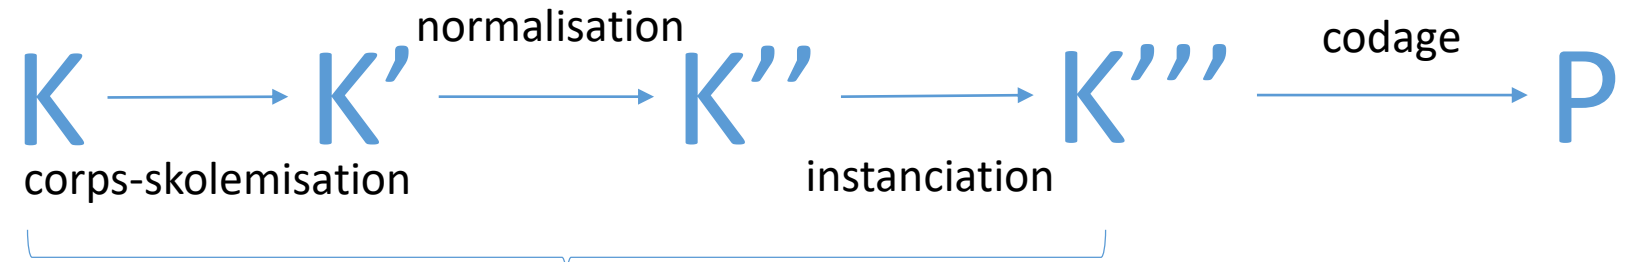 normalisation
codage
K K’ K’’ K’’’ P
corps-skolemisation instanciation